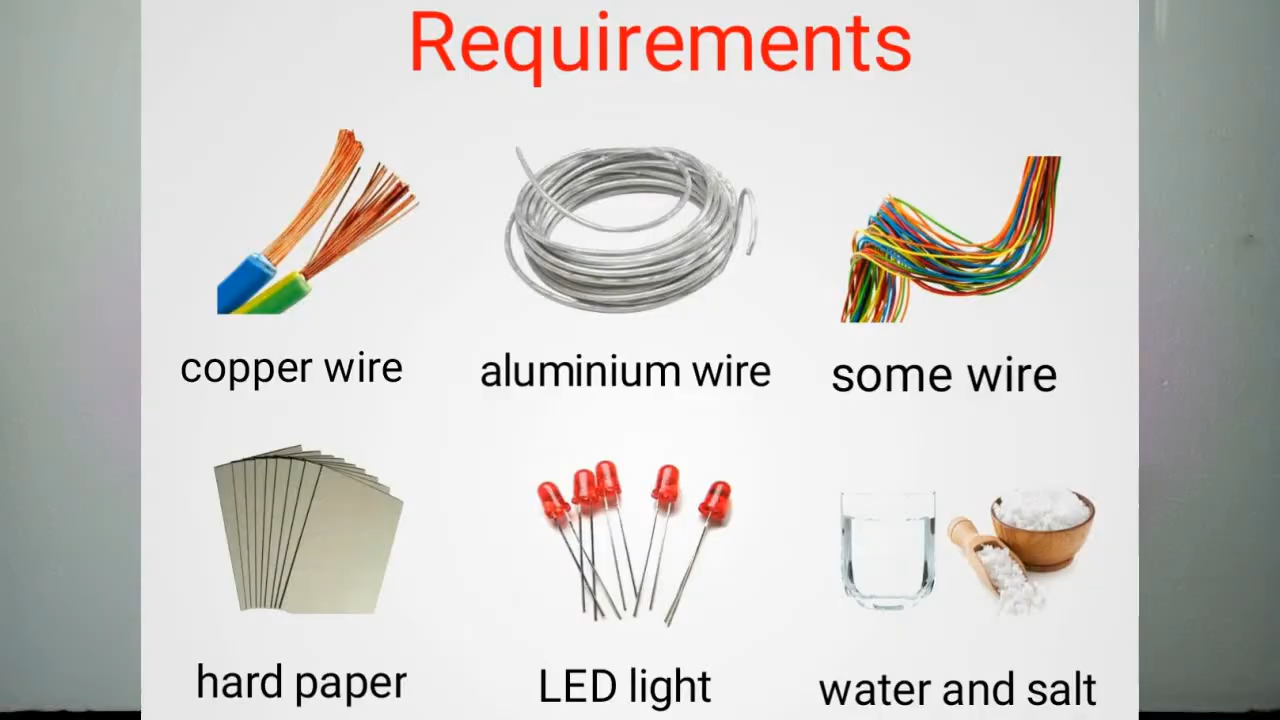 Requirements
copper wire
aluminium wire
some wire
hard paper
LED light
water and salt